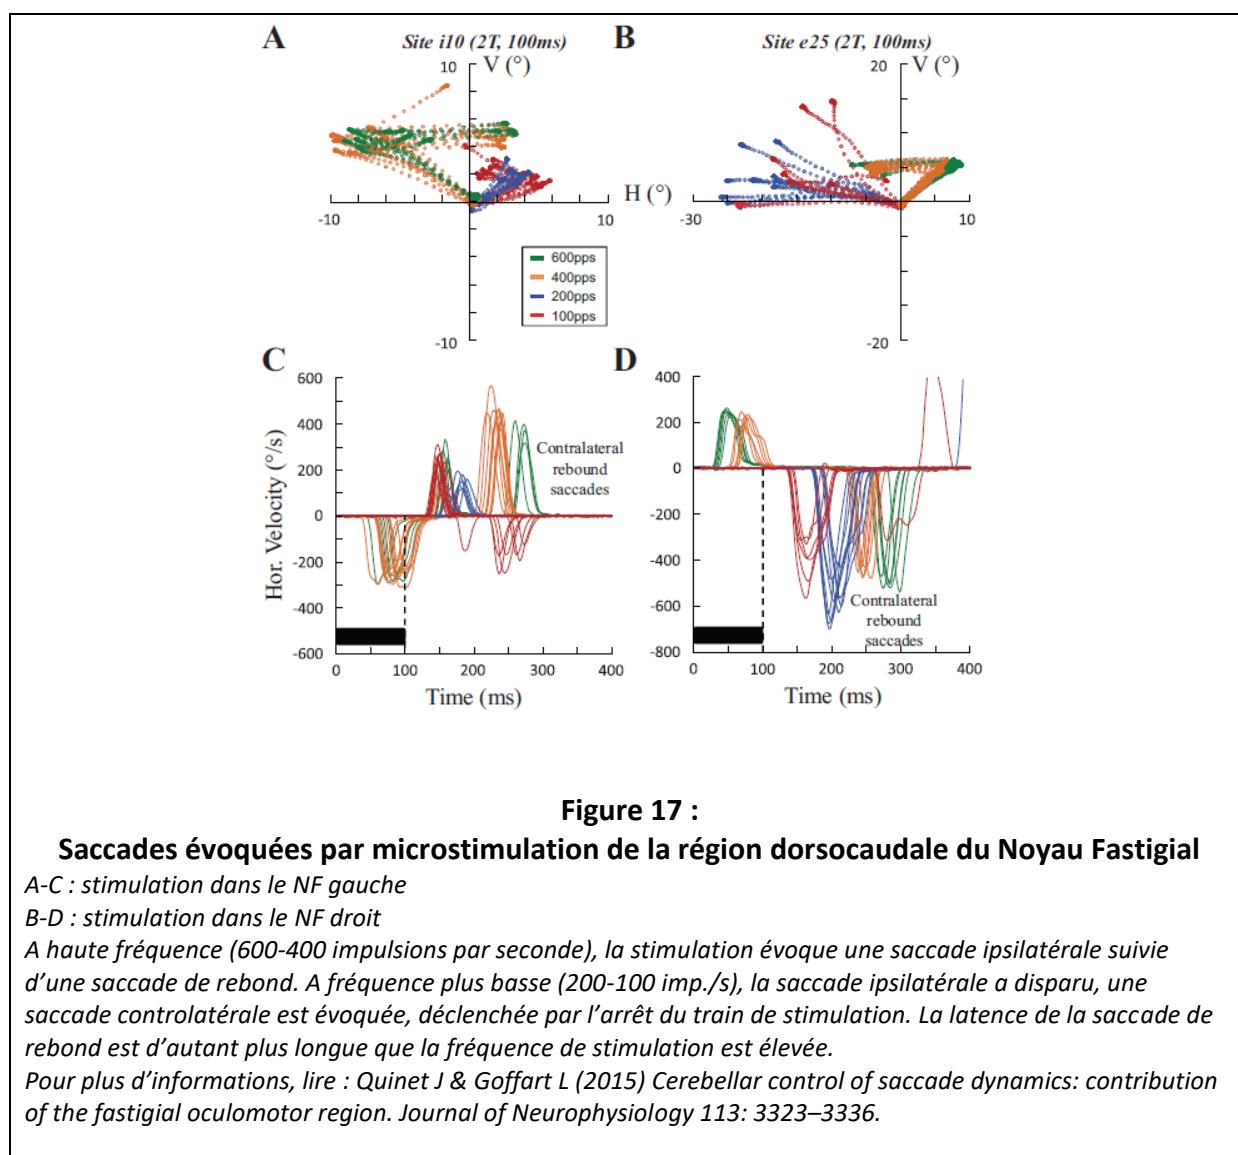 A Site i10 (2T, 100ms) B Site e25 (2T, 100ms)
10 V (°) 20 V (°)
H (°)
-10 10 -30 10
600pps
400pps
200pps
100pps
-10 -20
C D
600 400
400 200
200 0
0 -200
-200 -400
-400 -600
-600 -800
Hor. Velocity (°/s)
Contralateral
rebound
saccades
Contralateral
rebound
saccades
0 100 200 300 400 0 100 200 300 400
Time (ms) Time (ms)
Figure 17 :
Saccades évoquées par microstimulation de la région dorsocaudale du Noyau Fastigial
A-C : stimulation dans le NF gauche
B-D : stimulation dans le NF droit
A haute fréquence (600-400 impulsions par seconde), la stimulation évoque une saccade ipsilatérale suivie
d’une saccade de rebond. A fréquence plus basse (200-100 imp./s), la saccade ipsilatérale a disparu, une
saccade controlatérale est évoquée, déclenchée par l’arrêt du train de stimulation. La latence de la saccade de
rebond est d’autant plus longue que la fréquence de stimulation est élevée.
Pour plus d’informations, lire : Quinet J & Goffart L (2015) Cerebellar control of saccade dynamics: contribution
of the fastigial oculomotor region. Journal of Neurophysiology 113: 3323–3336.